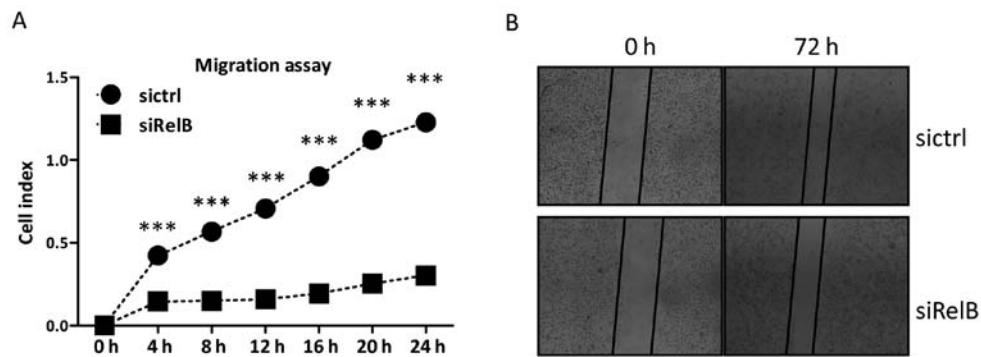 A
Migration assay
Cell index
1.5
1.0
0.5
0.0
sictrl
siRelB
***
***
***
***
***
***
0 h
4 h
8 h
12 h
16 h
20 h
24 h
B
0 h
72 h
sictrl
siRelB